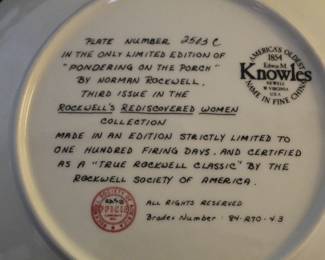 PLATE NUMBER 2503 C
IN THE ONLY LIMITED EDITION OF
"PONDERING ON THE PORCH"
BY NORMAN ROCKWELL.
THIRD ISSUE IN THE
ROCKWELL'S REDISCOVERED WOMEN
COLLECTION
MADE IN AN EDITION STRICTLY LIMITED TO
ONE HUNDRED FIRING DAYS, AND CERTIFIED
AS A "TRUE ROCKWELL CLASSIC" BY THE
ROCKWELL SOCIETY OF AMERICA.
ALL RIGHTS RESERVED
Bradex Number: 84-R70-4.3
AMERICA'S OLDEST
1854
Edwin M.
Knowles
NEWELL
W VIRGINIA
U.S.A.
NAME IN FINE CHINA